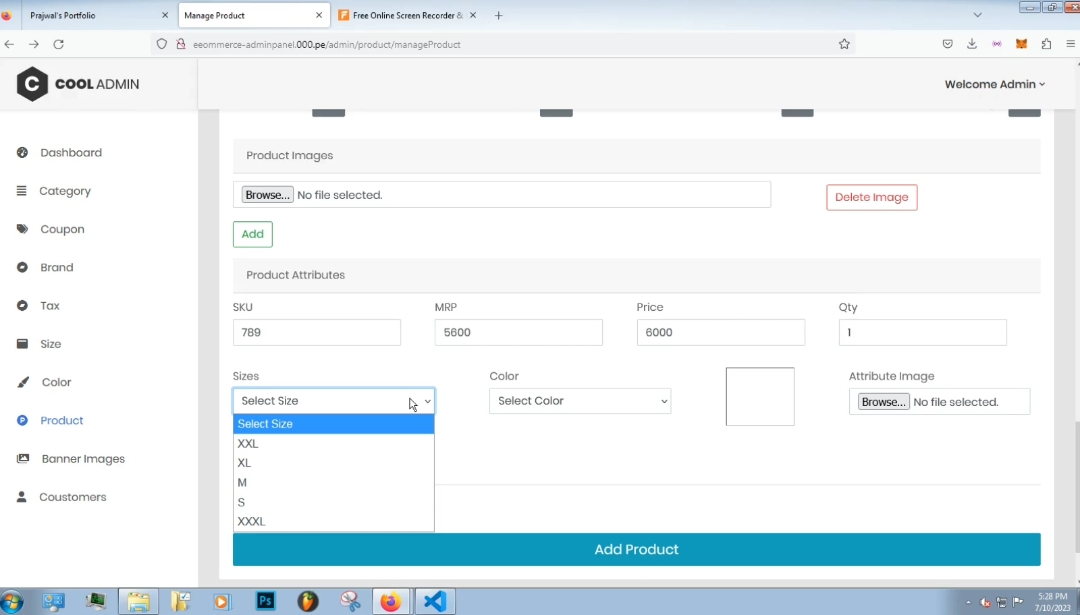 Prajwal's Portfolio
Manage Product
Free Online Screen Recorder &
eeommerce-adminpanel.000.pe/admin/product/manageProduct
C COOL ADMIN
Welcome Admin
Dashboard
Category
Coupon
Brand
Tax
Size
Color
Product
Banner Images
Coustomers
Product Images
Browse... No file selected.
Delete Image
Add
Product Attributes
SKU MRP Price Qty
789 5600 6000 1
Sizes Color Attribute Image
Select Size Select Color Browse... No file selected.
Select Size
XXL
XL
M
S
XXXL
Add Product
Ps
5:28 PM
7/10/2023